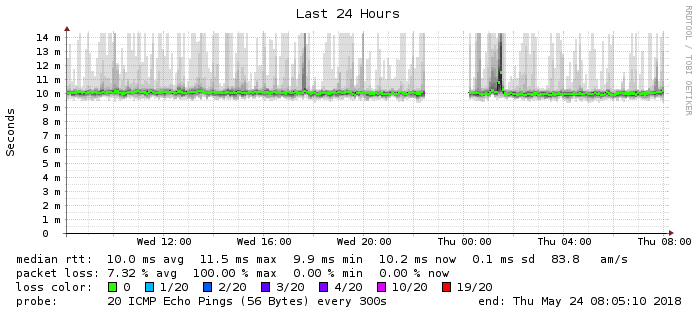 Last 24 Hours
RRDTOOL / TOBI OETIKER
Seconds
14 m
13 m
12 m
11 m
10 m
9 m
8 m
7 m
6 m
5 m
4 m
3 m
2 m
1 m
0
Wed 12:00 Wed 16:00 Wed 20:00 Thu 00:00 Thu 04:00 Thu 08:00
median rtt: 10.0 ms avg 11.5 ms max 9.9 ms min 10.2 ms now 0.1 ms sd 83.8 am/s
packet loss: 7.32 % avg 100.00 % max 0.00 % min 0.00 % now
loss color: 0 1/20 2/20 3/20 4/20 10/20 19/20
probe: 20 ICMP Echo Pings (56 Bytes) every 300s end: Thu May 24 08:05:10 2018